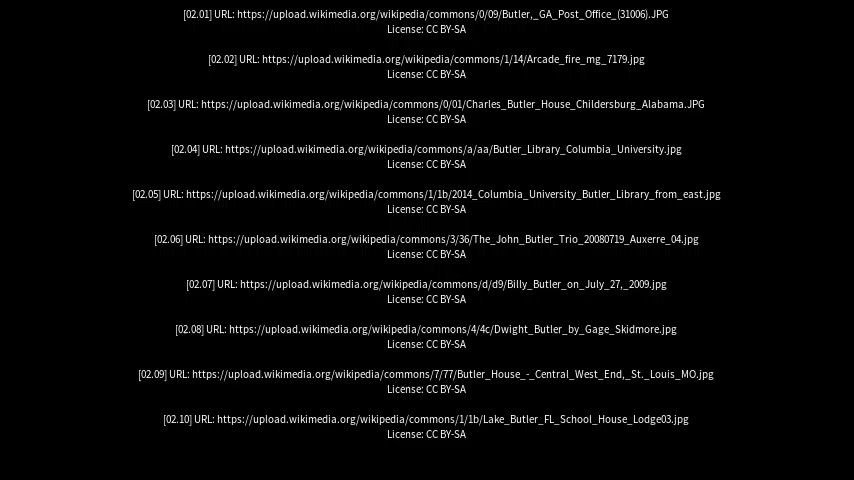 [02.01] URL: https://upload.wikimedia.org/wikipedia/commons/0/09/Butler,_GA_Post_Office_(31006).JPG
License: CC BY-SA
[02.02] URL: https://upload.wikimedia.org/wikipedia/commons/1/14/Arcade_fire_mg_7179.jpg
License: CC BY-SA
[02.03] URL: https://upload.wikimedia.org/wikipedia/commons/0/01/Charles_Butler_House_Childersburg_Alabama.JPG
License: CC BY-SA
[02.04] URL: https://upload.wikimedia.org/wikipedia/commons/a/aa/Butler_Library_Columbia_University.jpg
License: CC BY-SA
[02.05] URL: https://upload.wikimedia.org/wikipedia/commons/1/1b/2014_Columbia_University_Butler_Library_from_east.jpg
License: CC BY-SA
[02.06] URL: https://upload.wikimedia.org/wikipedia/commons/3/36/The_John_Butler_Trio_20080719_Auxerre_04.jpg
License: CC BY-SA
[02.07] URL: https://upload.wikimedia.org/wikipedia/commons/d/d9/Billy_Butler_on_July_27,_2009.jpg
License: CC BY-SA
[02.08] URL: https://upload.wikimedia.org/wikipedia/commons/4/4c/Dwight_Butler_by_Gage_Skidmore.jpg
License: CC BY-SA
[02.09] URL: https://upload.wikimedia.org/wikipedia/commons/7/77/Butler_House_-_Central_West_End,_St._Louis_MO.jpg
License: CC BY-SA
[02.10] URL: https://upload.wikimedia.org/wikipedia/commons/1/1b/Lake_Butler_FL_School_House_Lodge03.jpg
License: CC BY-SA